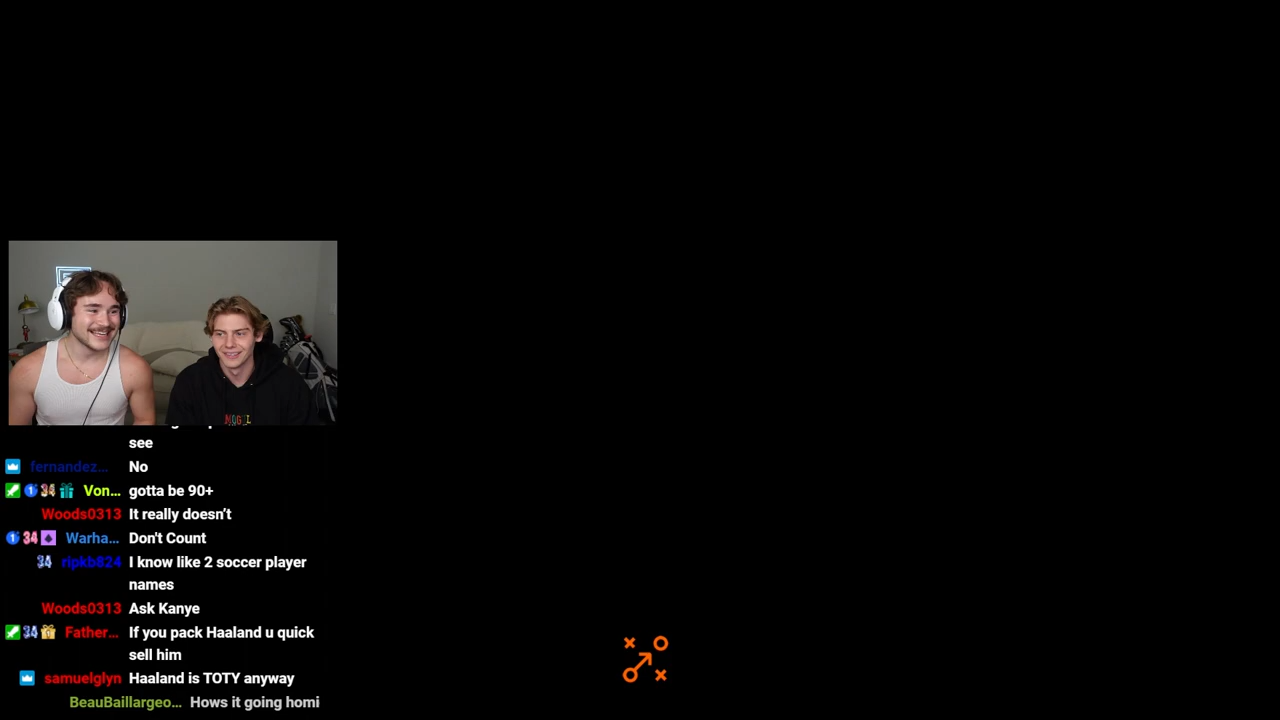 see
fernandez… No
Von… gotta be 90+
Woods0313 It really doesn’t
Warha… Don't Count
ripkb824 I know like 2 soccer player
names
Woods0313 Ask Kanye
Father… If you pack Haaland u quick
sell him
samuelglyn Haaland is TOTY anyway
BeauBaillargeo… Hows it going homi